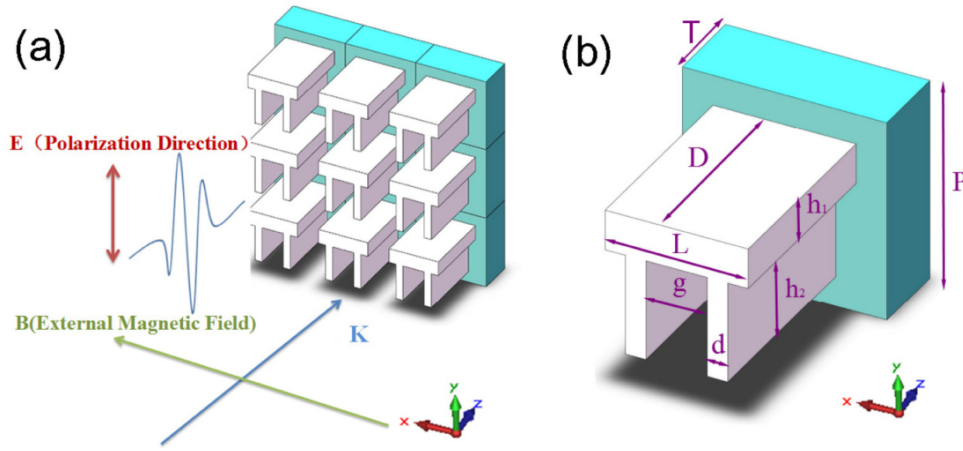 (a)
E（Polarization Direction）
B(External Magnetic Field)
K
x
y
z
(b)
T
D
P
h₁
L
g
h₂
d
x
y
z